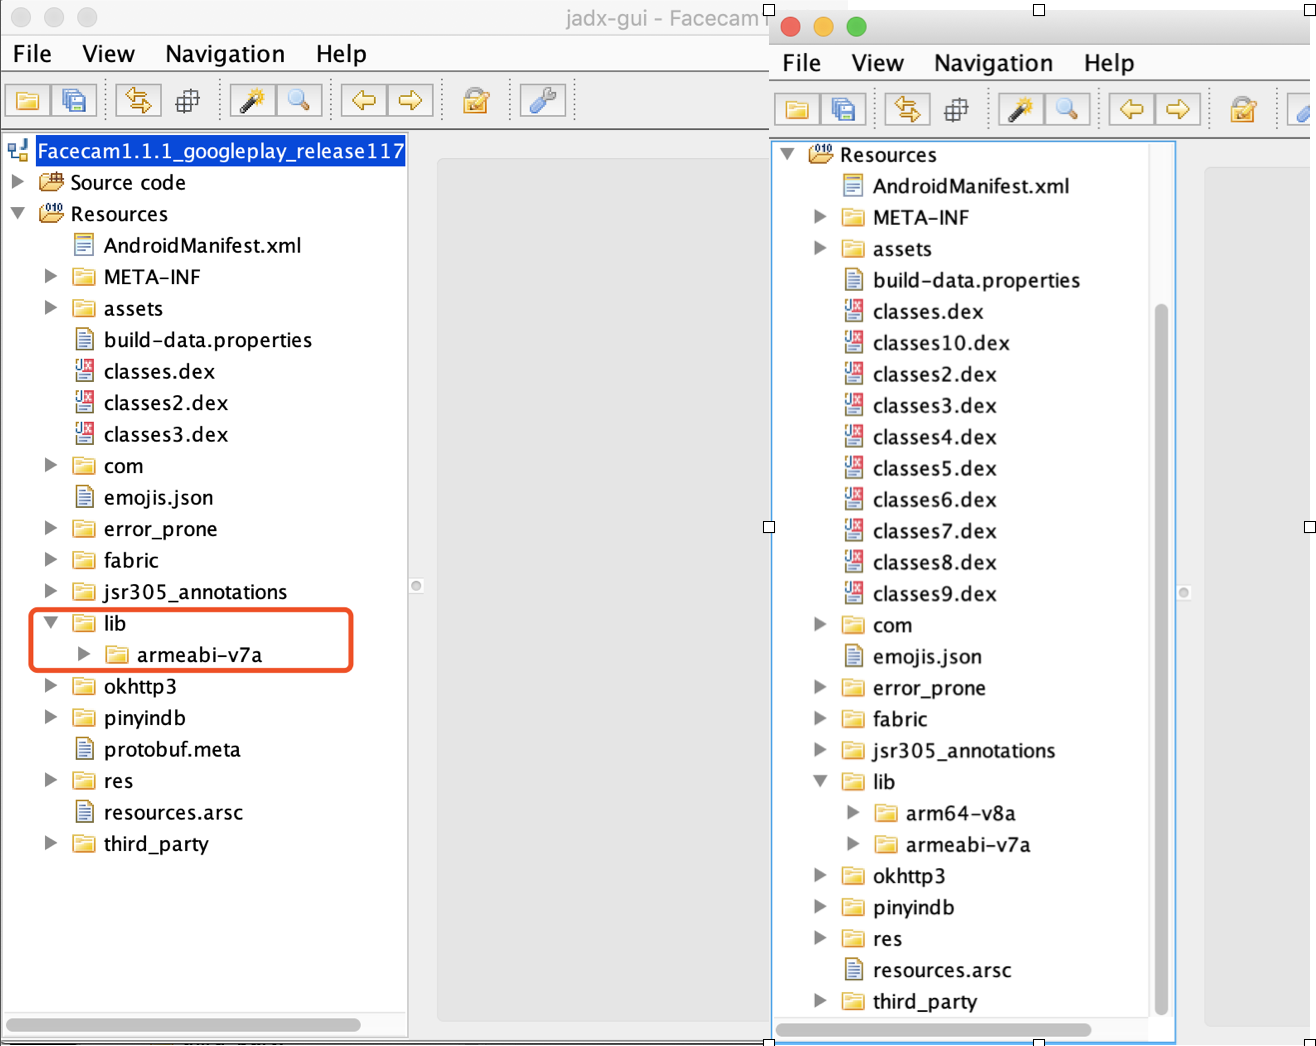 jadx-gui - Facecam1
File View Navigation Help
Facecam1.1.1_googleplay_release117
Source code
010 Resources
AndroidManifest.xml
META-INF
assets
build-data.properties
classes.dex
classes2.dex
classes3.dex
com
emojis.json
error_prone
fabric
jsr305_annotations
lib
armeabi-v7a
okhttp3
pinyindb
protobuf.meta
res
resources.arsc
third_party
File View Navigation Help
010 Resources
AndroidManifest.xml
META-INF
assets
build-data.properties
classes.dex
classes10.dex
classes2.dex
classes3.dex
classes4.dex
classes5.dex
classes6.dex
classes7.dex
classes8.dex
classes9.dex
com
emojis.json
error_prone
fabric
jsr305_annotations
lib
arm64-v8a
armeabi-v7a
okhttp3
pinyindb
res
resources.arsc
third_party